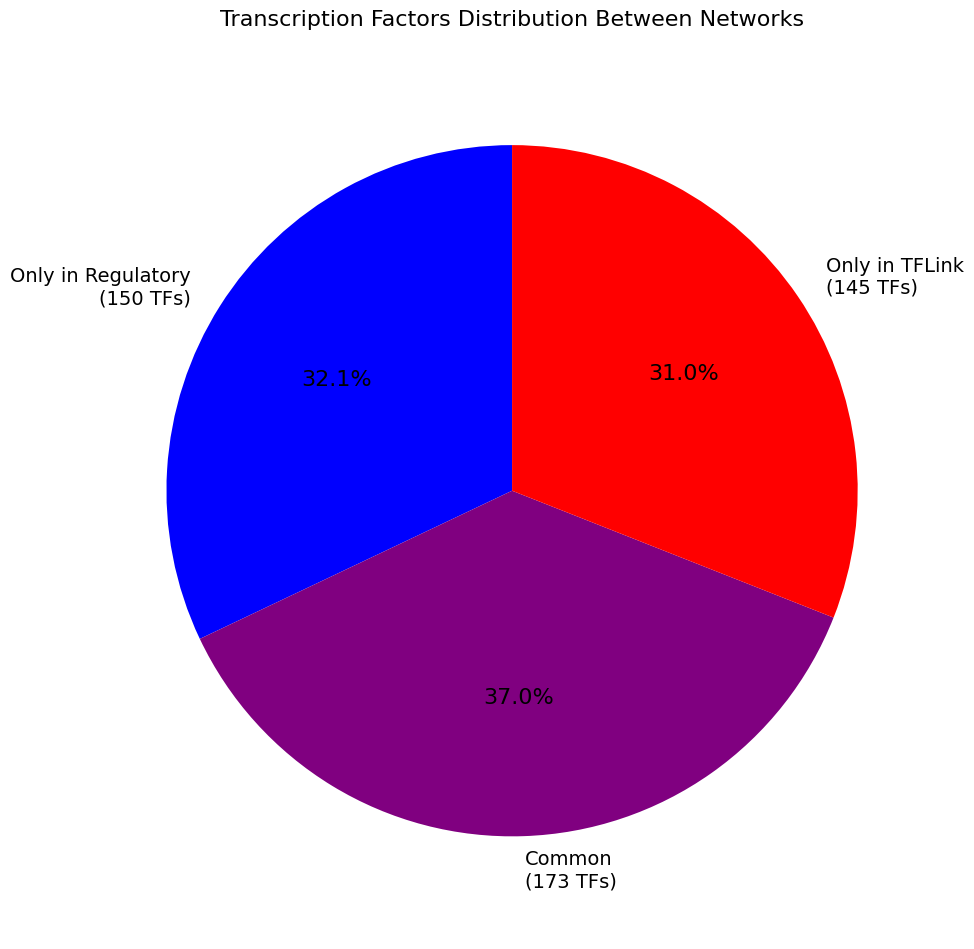 Transcription Factors Distribution Between Networks
Only in Regulatory
(150 TFs)
32.1%
Only in TFLink
(145 TFs)
31.0%
37.0%
Common
(173 TFs)